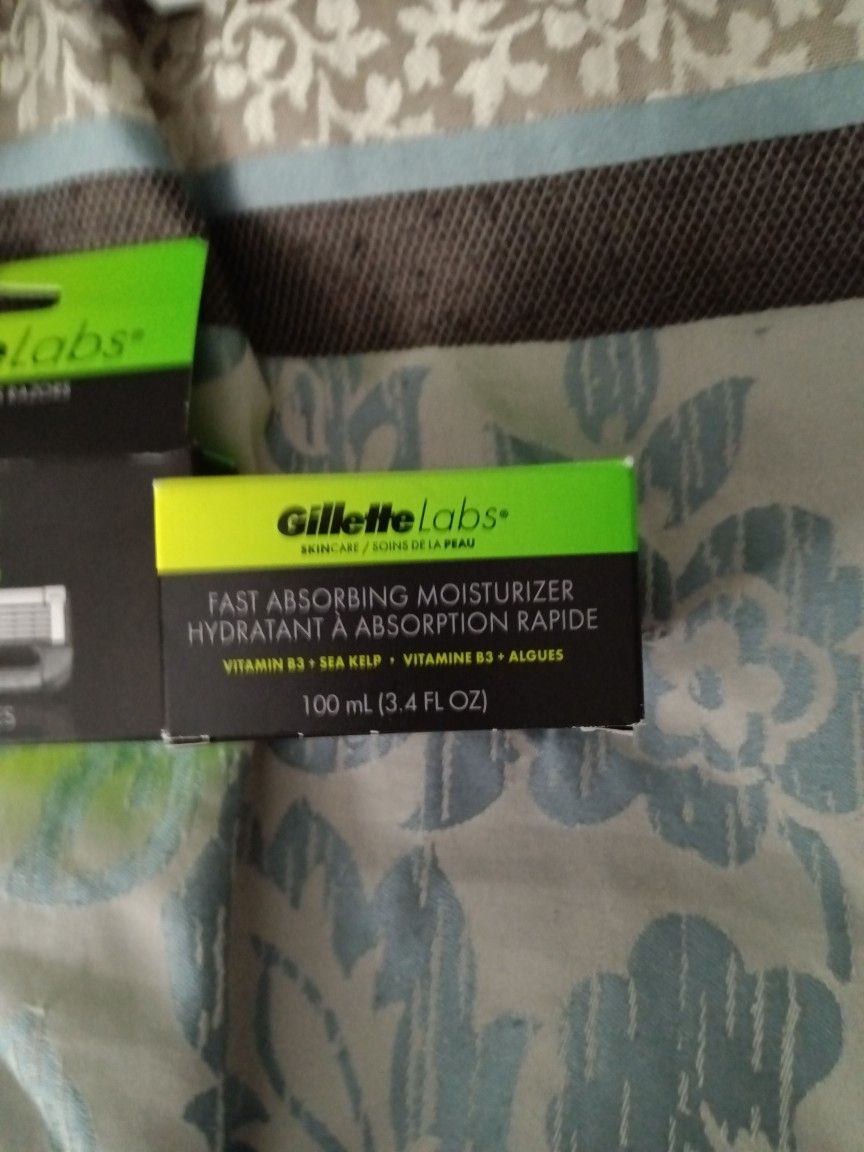 Labs®
RAZORS
GilletteLabs®
SKINCARE / SOINS DE LA PEAU
FAST ABSORBING MOISTURIZER
HYDRATANT À ABSORPTION RAPIDE
VITAMIN B3 + SEA KELP • VITAMINE B3 + ALGUES
100 mL (3.4 FL OZ)